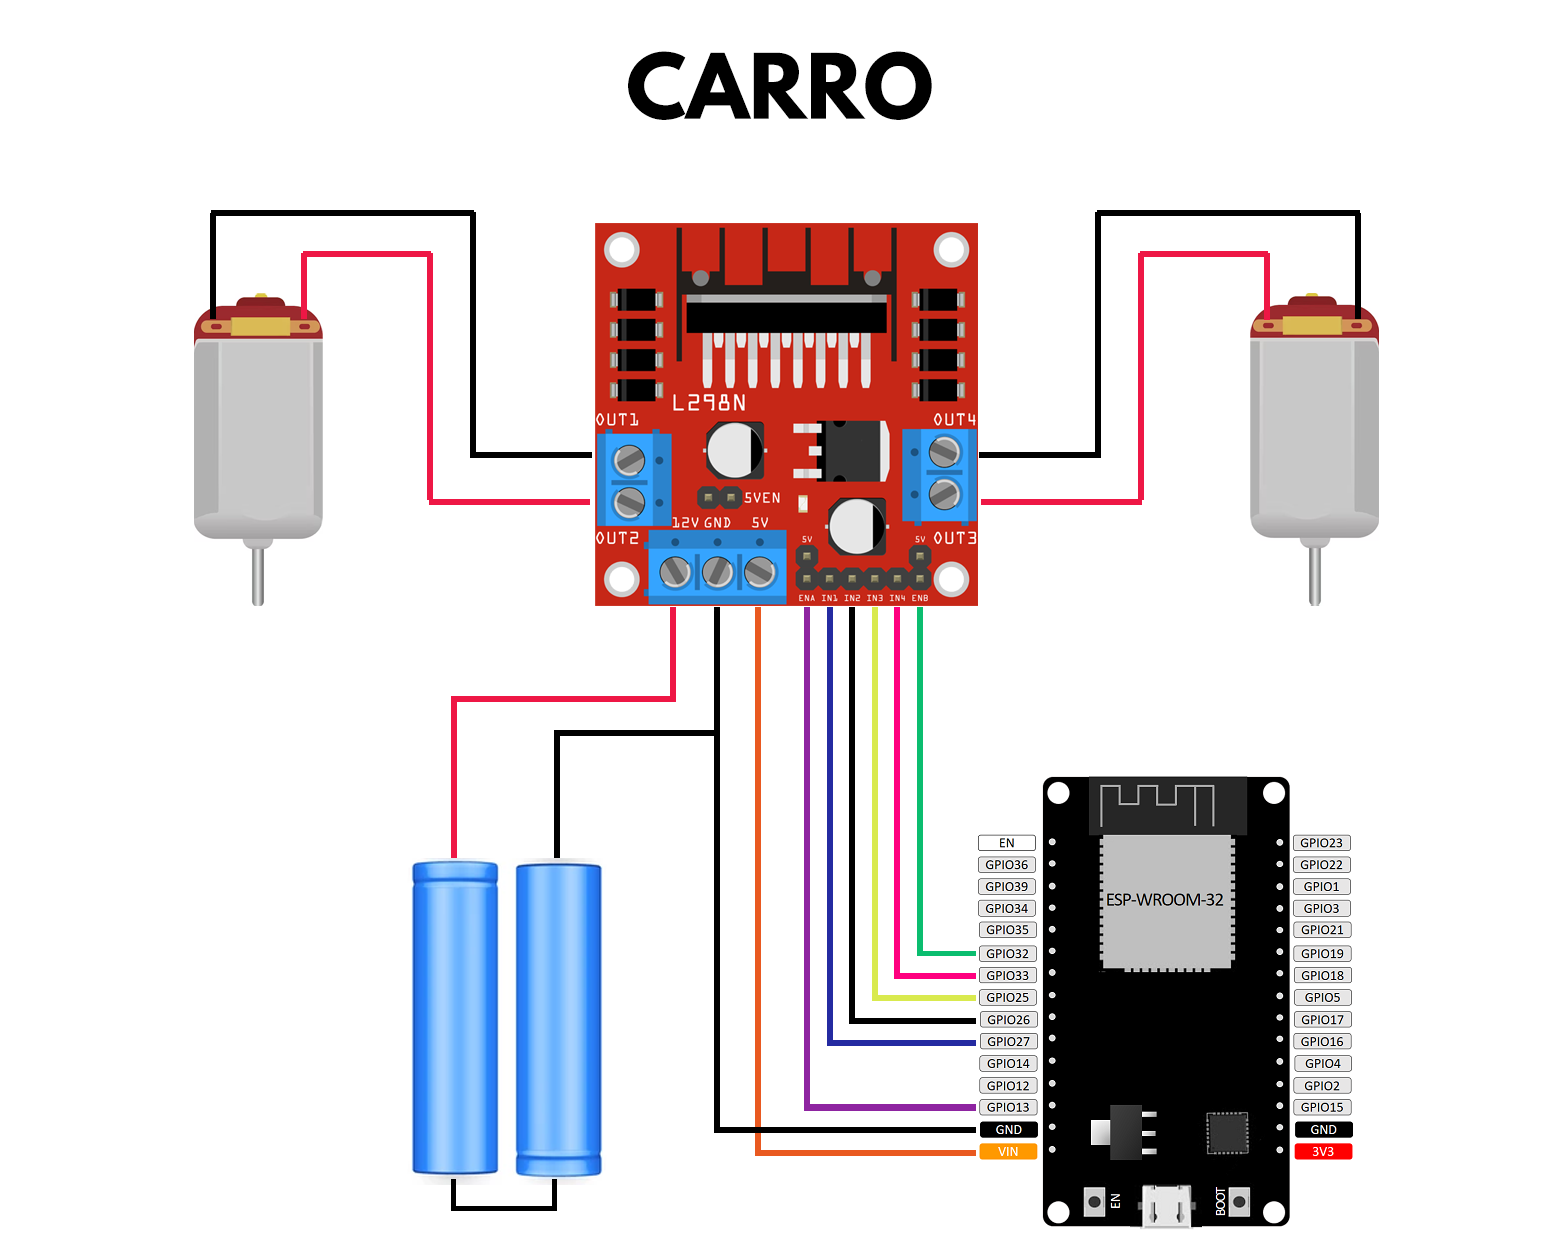 CARRO
L298N
OUT1
OUT4
5VEN
12V GND 5V
OUT2
OUT3
5V
5V
ENA IN1 IN2 IN3 IN4 ENB
ESP-WROOM-32
EN
GPIO36
GPIO39
GPIO34
GPIO35
GPIO32
GPIO33
GPIO25
GPIO26
GPIO27
GPIO14
GPIO12
GPIO13
GND
VIN
GPIO23
GPIO22
GPIO1
GPIO3
GPIO21
GPIO19
GPIO18
GPIO5
GPIO17
GPIO16
GPIO4
GPIO2
GPIO15
GND
3V3
EN
BOOT